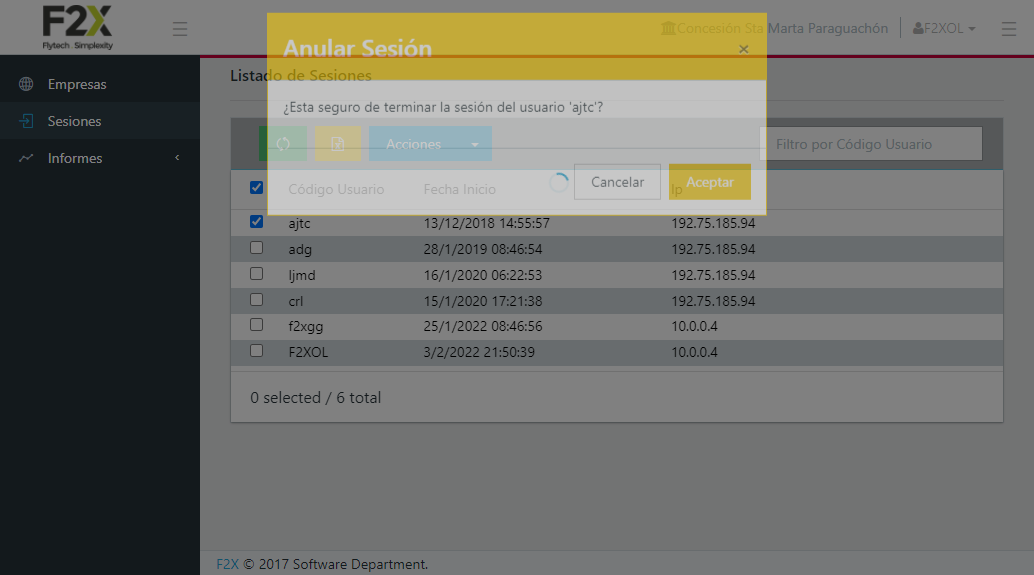 F2X
Flytech Simplexity
Concesión Sta Marta Paraguachón
F2XOL
Anular Sesión
×
Empresas
Sesiones
Informes
Listado de Sesiones
¿Esta seguro de terminar la sesión del usuario 'ajtc'?
Acciones
Filtro por Código Usuario
Cancelar
Aceptar
Código Usuario Fecha Inicio Ip
ajtc 13/12/2018 14:55:57 192.75.185.94
adg 28/1/2019 08:46:54 192.75.185.94
ljmd 16/1/2020 06:22:53 192.75.185.94
crl 15/1/2020 17:21:38 192.75.185.94
f2xgg 25/1/2022 08:46:56 10.0.0.4
F2XOL 3/2/2022 21:50:39 10.0.0.4
0 selected / 6 total
F2X © 2017 Software Department.